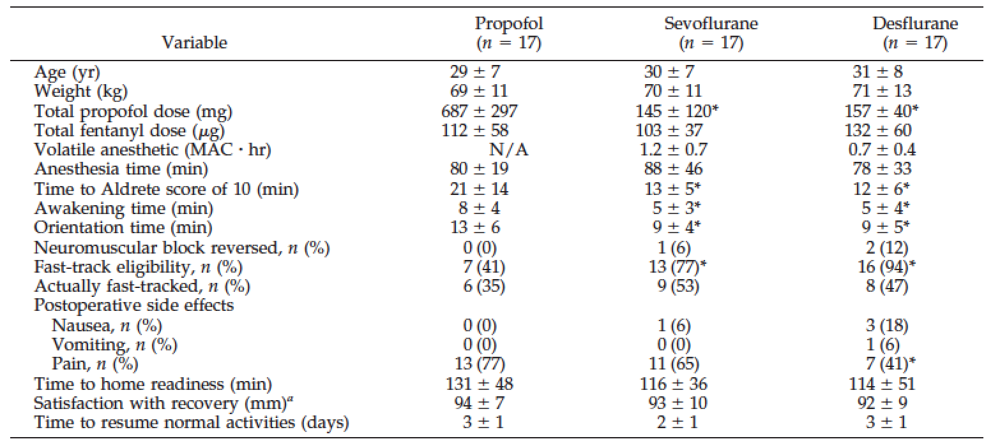 Variable Propofol (n = 17) Sevoflurane (n = 17) Desflurane (n = 17)
Age (yr) 29 ± 7 30 ± 7 31 ± 8
Weight (kg) 69 ± 11 70 ± 11 71 ± 13
Total propofol dose (mg) 687 ± 297 145 ± 120* 157 ± 40*
Total fentanyl dose (μg) 112 ± 58 103 ± 37 132 ± 60
Volatile anesthetic (MAC · hr) N/A 1.2 ± 0.7 0.7 ± 0.4
Anesthesia time (min) 80 ± 19 88 ± 46 78 ± 33
Time to Aldrete score of 10 (min) 21 ± 14 13 ± 5* 12 ± 6*
Awakening time (min) 8 ± 4 5 ± 3* 5 ± 4*
Orientation time (min) 13 ± 6 9 ± 4* 9 ± 5*
Neuromuscular block reversed, n (%) 0 (0) 1 (6) 2 (12)
Fast-track eligibility, n (%) 7 (41) 13 (77)* 16 (94)*
Actually fast-tracked, n (%) 6 (35) 9 (53) 8 (47)
Postoperative side effects
Nausea, n (%) 0 (0) 1 (6) 3 (18)
Vomiting, n (%) 0 (0) 0 (0) 1 (6)
Pain, n (%) 13 (77) 11 (65) 7 (41)*
Time to home readiness (min) 131 ± 48 116 ± 36 114 ± 51
Satisfaction with recovery (mm)ᵃ 94 ± 7 93 ± 10 92 ± 9
Time to resume normal activities (days) 3 ± 1 2 ± 1 3 ± 1